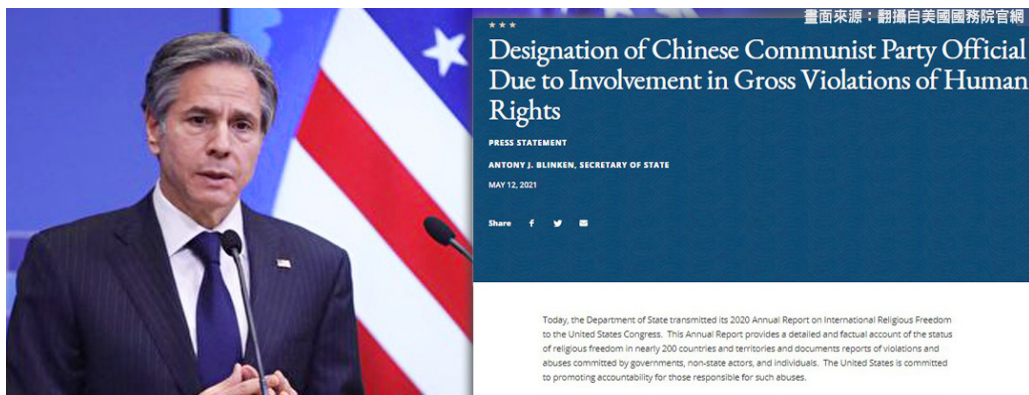 畫面來源：翻攝自美國國務院官網
Designation of Chinese Communist Party Official
Due to Involvement in Gross Violations of Human
Rights
PRESS STATEMENT
ANTONY J. BLINKEN, SECRETARY OF STATE
MAY 12, 2021
Share
Today, the Department of State transmitted its 2020 Annual Report on International Religious Freedom
to the United States Congress.  This Annual Report provides a detailed and factual account of the status
of religious freedom in nearly 200 countries and territories and documents reports of violations and
abuses committed by governments, non-state actors, and individuals.  The United States is committed
to promoting accountability for those responsible for such abuses.